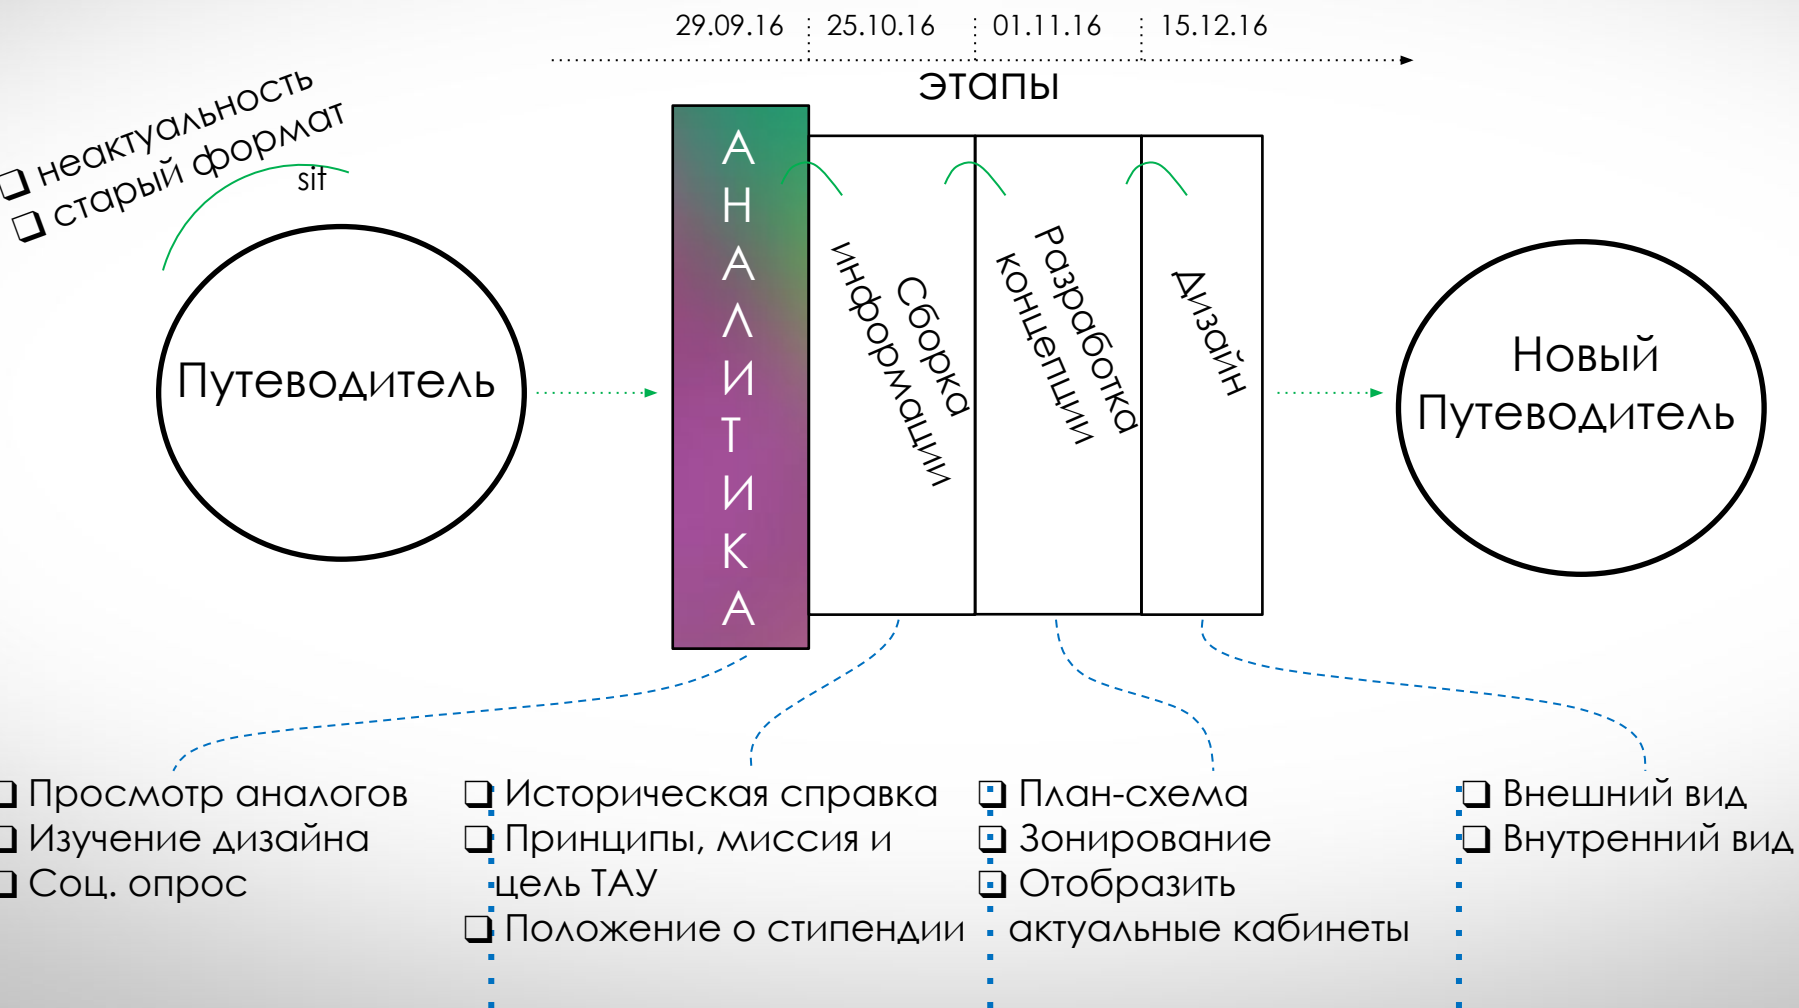 29.09.16 25.10.16 01.11.16 15.12.16
этапы
неактуальность
старый формат
sit
Путеводитель
АНАЛИТИКА
Сборка
информации
Разработка
концепции
Дизайн
Новый
Путеводитель
Просмотр аналогов
Изучение дизайна
Соц. опрос
Историческая справка
Принципы, миссия и
цель ТАУ
Положение о стипендии
План-схема
Зонирование
Отобразить
актуальные кабинеты
Внешний вид
Внутренний вид